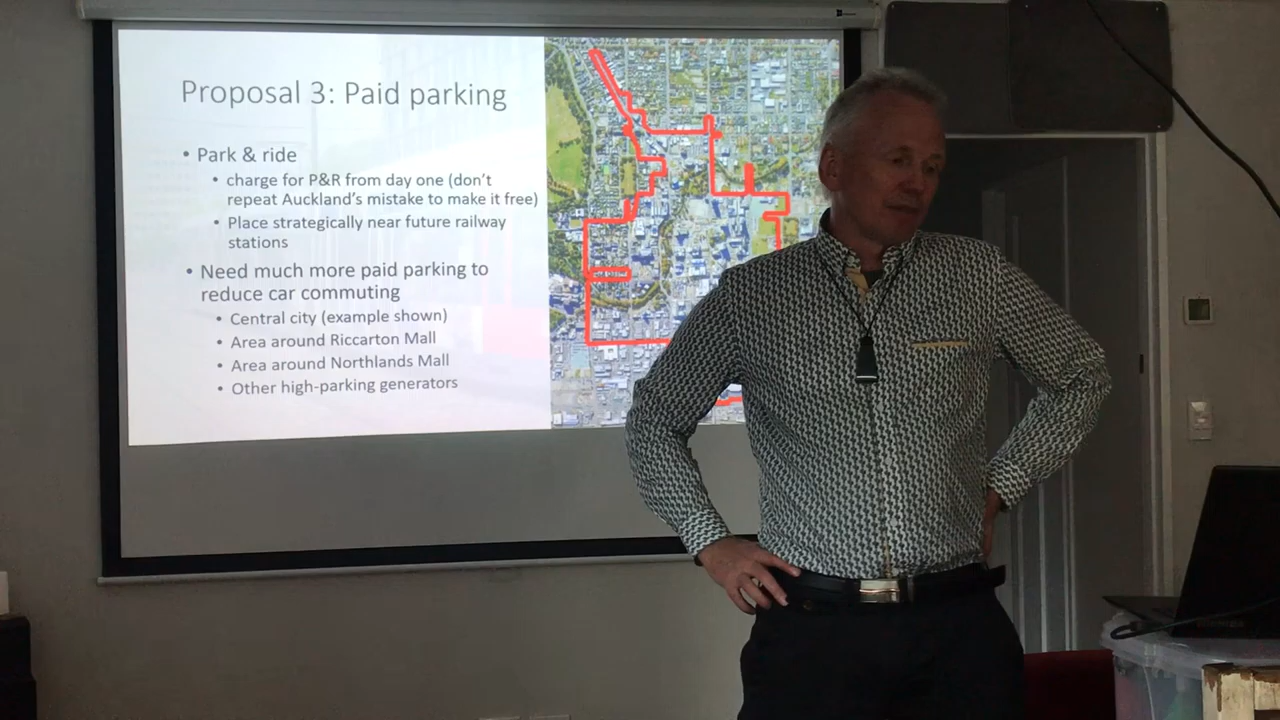 Proposal 3: Paid parking
• Park & ride
• charge for P&R from day one (don't
repeat Auckland's mistake to make it free)
• Place strategically near future railway
stations
• Need much more paid parking to
reduce car commuting
• Central city (example shown)
• Area around Riccarton Mall
• Area around Northlands Mall
• Other high-parking generators